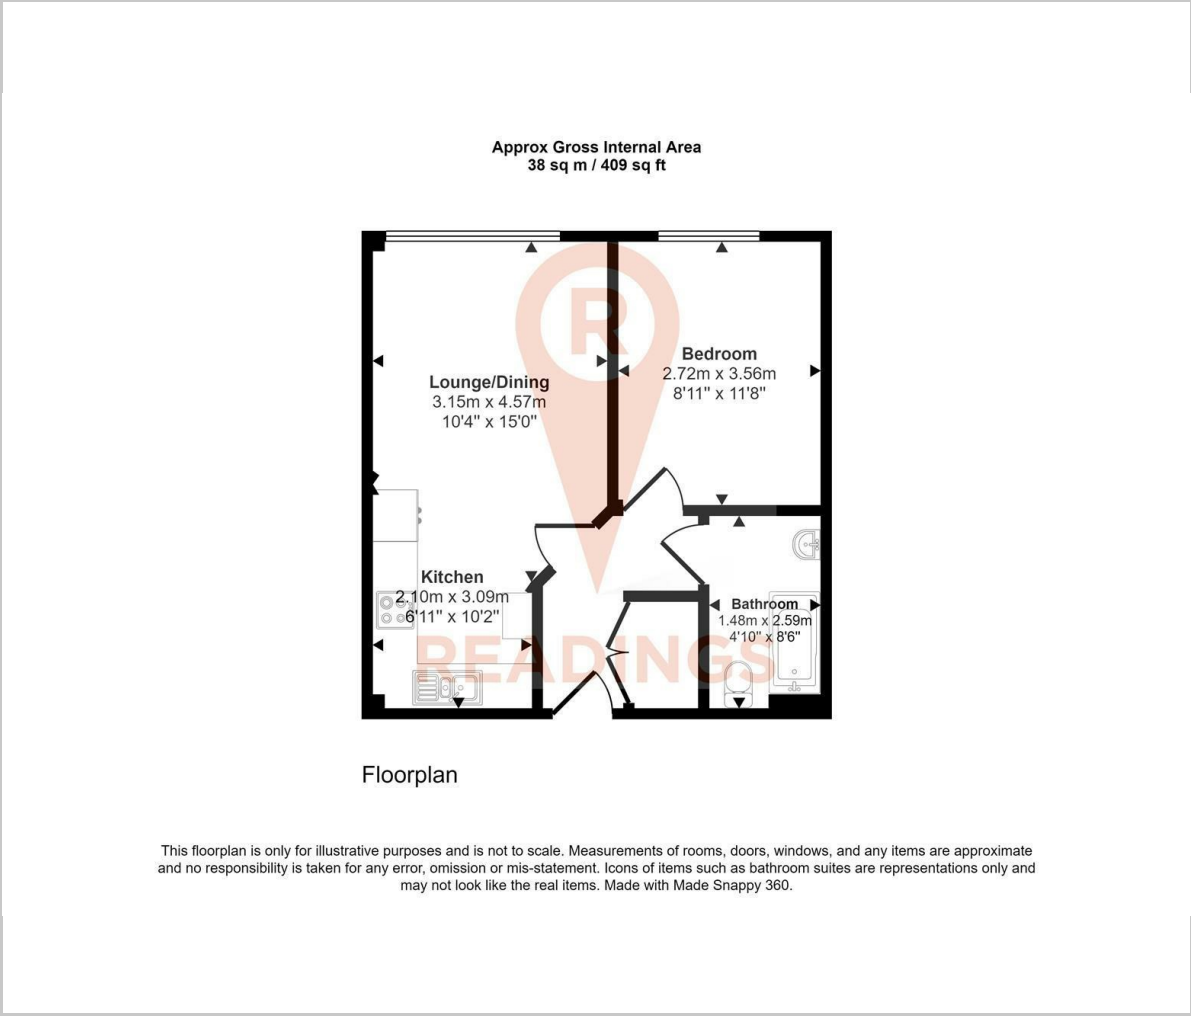 Approx Gross Internal Area
38 sq m / 409 sq ft
R
Bedroom
2.72m x 3.56m
8'11" x 11'8"
Lounge/Dining
3.15m x 4.57m
10'4" x 15'0"
Kitchen
2.10m x 3.09m
6'11" x 10'2"
Bathroom
1.48m x 2.59m
4'10" x 8'6"
READINGS
Floorplan
This floorplan is only for illustrative purposes and is not to scale. Measurements of rooms, doors, windows, and any items are approximate
and no responsibility is taken for any error, omission or mis-statement. Icons of items such as bathroom suites are representations only and
may not look like the real items. Made with Made Snappy 360.